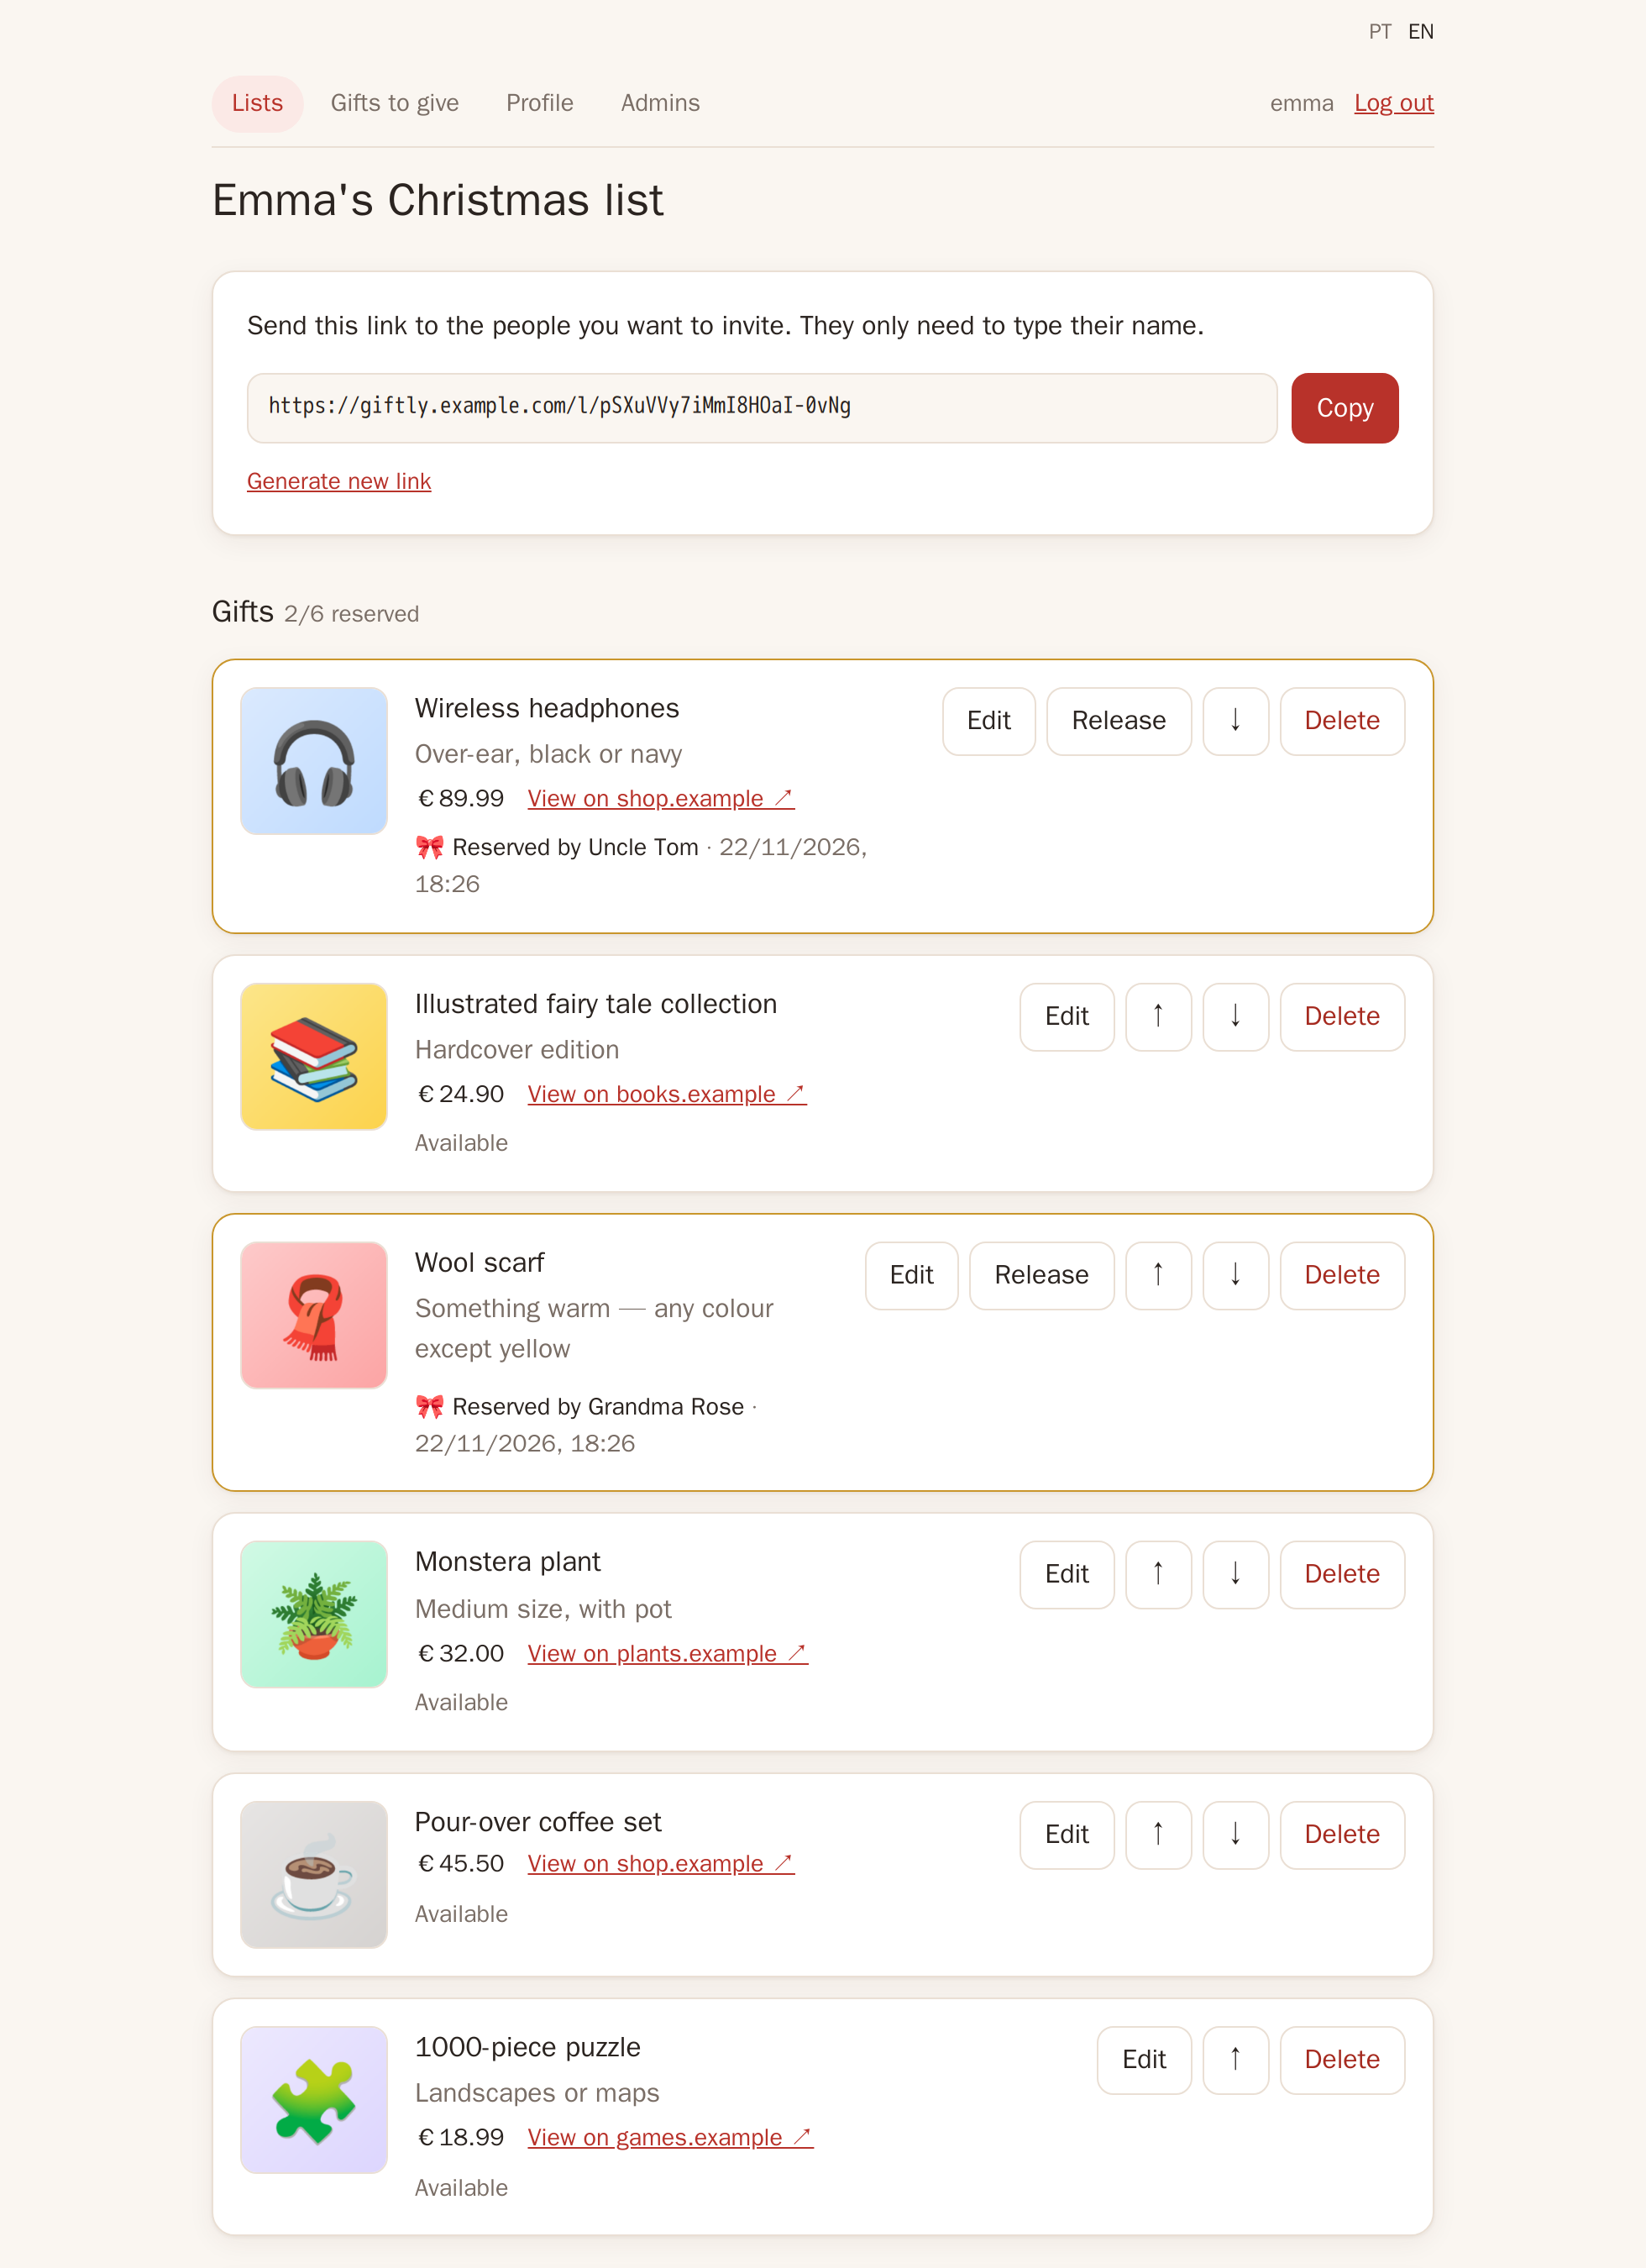 PT EN
Lists Gifts to give Profile Admins emma Log out
Emma's Christmas list
Send this link to the people you want to invite. They only need to type their name.
https://giftly.example.com/l/pSXuVVy7iMmI8HOaI-0vNg Copy
Generate new link
Gifts 2/6 reserved
Wireless headphones Edit Release ↓ Delete
Over-ear, black or navy
€ 89.99 View on shop.example ↗
🎀 Reserved by Uncle Tom · 22/11/2026,
18:26
Illustrated fairy tale collection Edit ↑ ↓ Delete
Hardcover edition
€ 24.90 View on books.example ↗
Available
Wool scarf Edit Release ↑ ↓ Delete
Something warm — any colour
except yellow
🎀 Reserved by Grandma Rose ·
22/11/2026, 18:26
Monstera plant Edit ↑ ↓ Delete
Medium size, with pot
€ 32.00 View on plants.example ↗
Available
Pour-over coffee set Edit ↑ ↓ Delete
€ 45.50 View on shop.example ↗
Available
1000-piece puzzle Edit ↑ Delete
Landscapes or maps
€ 18.99 View on games.example ↗
Available